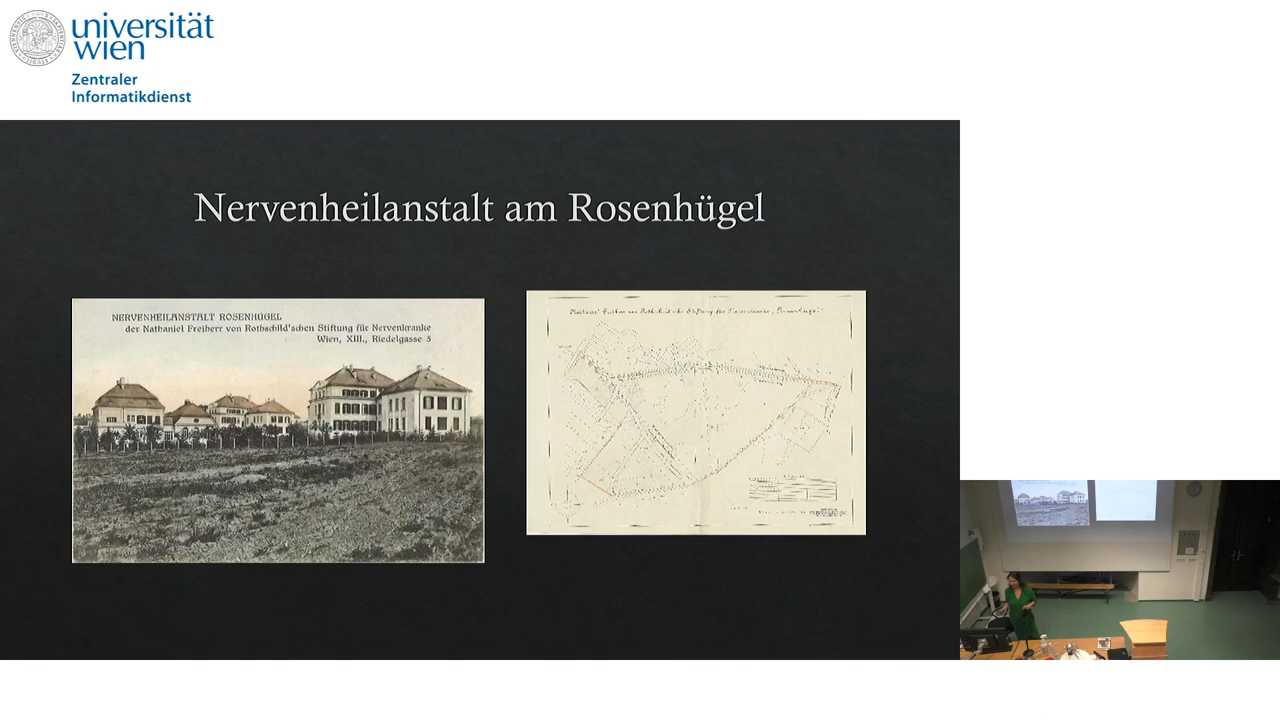 universität
wien
Zentraler
Informatikdienst
Nervenheilanstalt am Rosenhügel
NERVENHEILANSTALT ROSENHÜGEL
der Nathaniel Freiherr von Rothschild'schen Stiftung für Nervenkranke
Wien, XIII., Riedelgasse 5